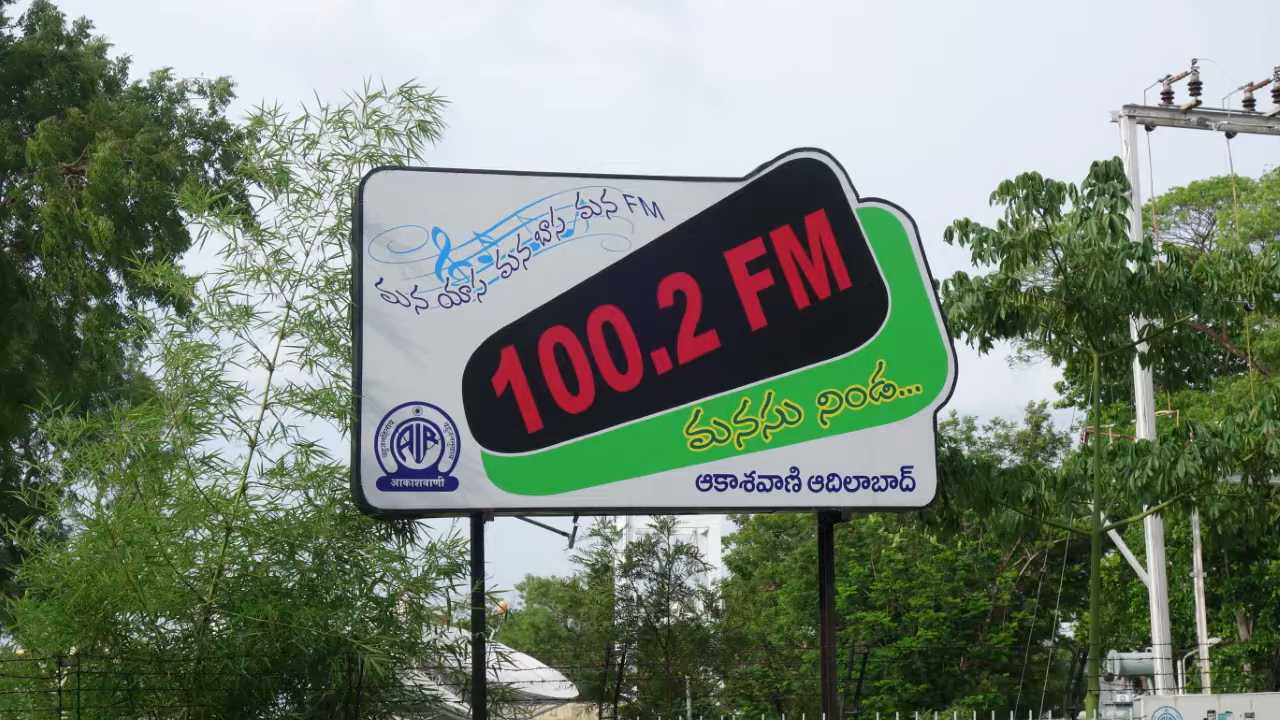 మన యాస మన బాస మన FM
100.2 FM
మనసు నిండా...
ఆకాశవాణి ఆదిలాబాద్
AIR
आकाशवाणी